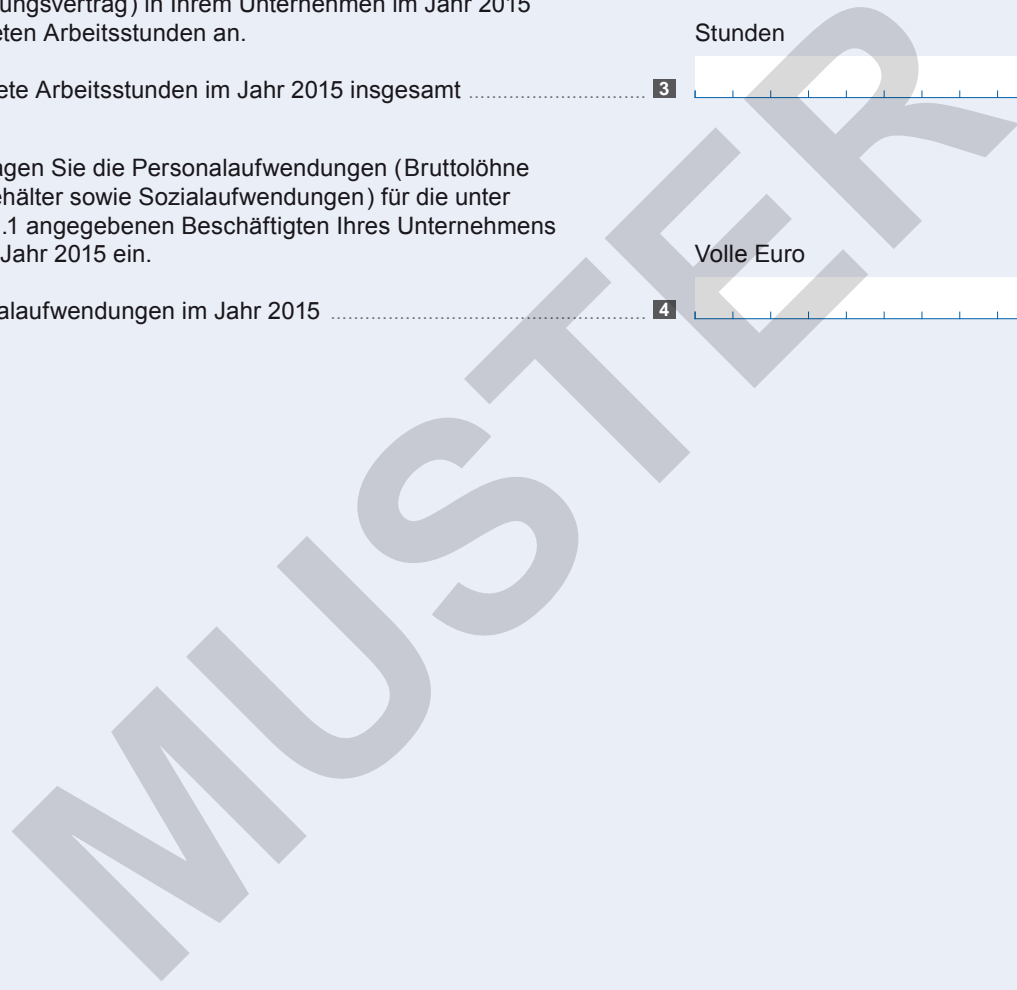 ungsvertrag) in Ihrem Unternehmen im Jahr 2015
eten Arbeitsstunden an.
Stunden
ete Arbeitsstunden im Jahr 2015 insgesamt 3
gen Sie die Personalaufwendungen (Bruttolöhne
hälter sowie Sozialaufwendungen) für die unter
.1 angegebenen Beschäftigten Ihres Unternehmens
Jahr 2015 ein.
Volle Euro
alaufwendungen im Jahr 2015 4
MUSTER